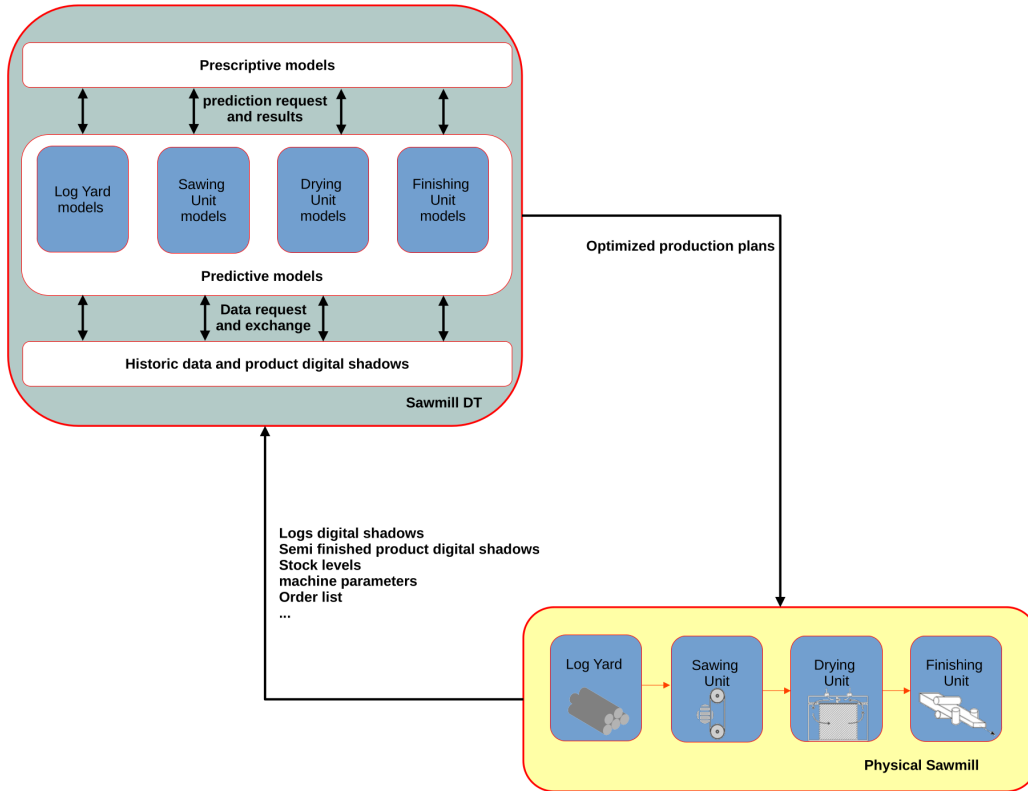 Prescriptive models
prediction request
and results
Log Yard
models
Sawing
Unit
models
Drying
Unit
models
Finishing
Unit
models
Predictive models
Data request
and exchange
Historic data and product digital shadows
Sawmill DT
Optimized production plans
Logs digital shadows
Semi finished product digital shadows
Stock levels
machine parameters
Order list
...
Log Yard
Sawing
Unit
Drying
Unit
Finishing
Unit
Physical Sawmill